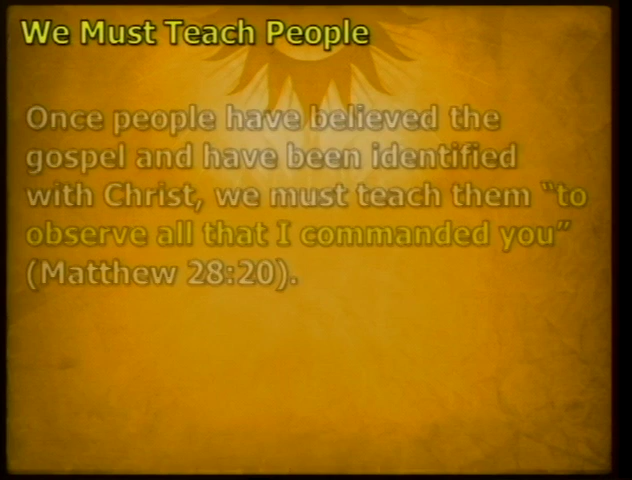 We Must Teach People
Once people have believed the
gospel and have been identified
with Christ, we must teach them “to
observe all that I commanded you”
(Matthew 28:20).